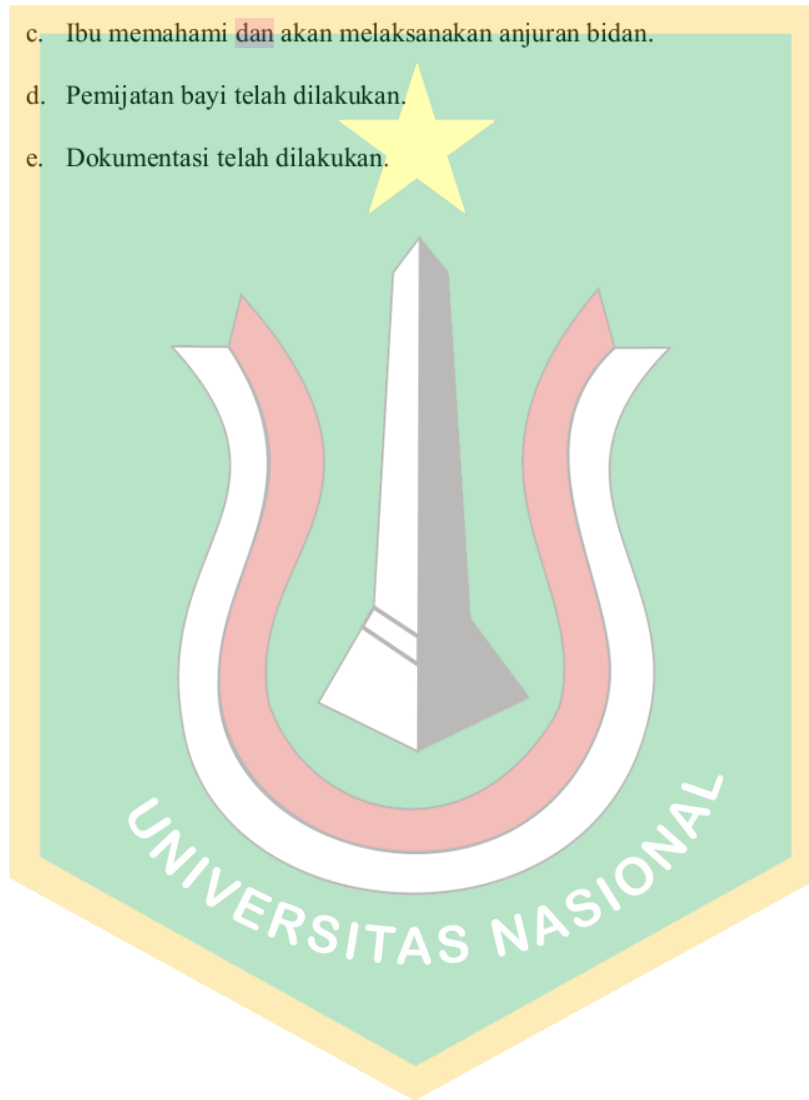 c. Ibu memahami dan akan melaksanakan anjuran bidan.
d. Pemijatan bayi telah dilakukan.
e. Dokumentasi telah dilakukan.
UNIVERSITAS NASIONAL